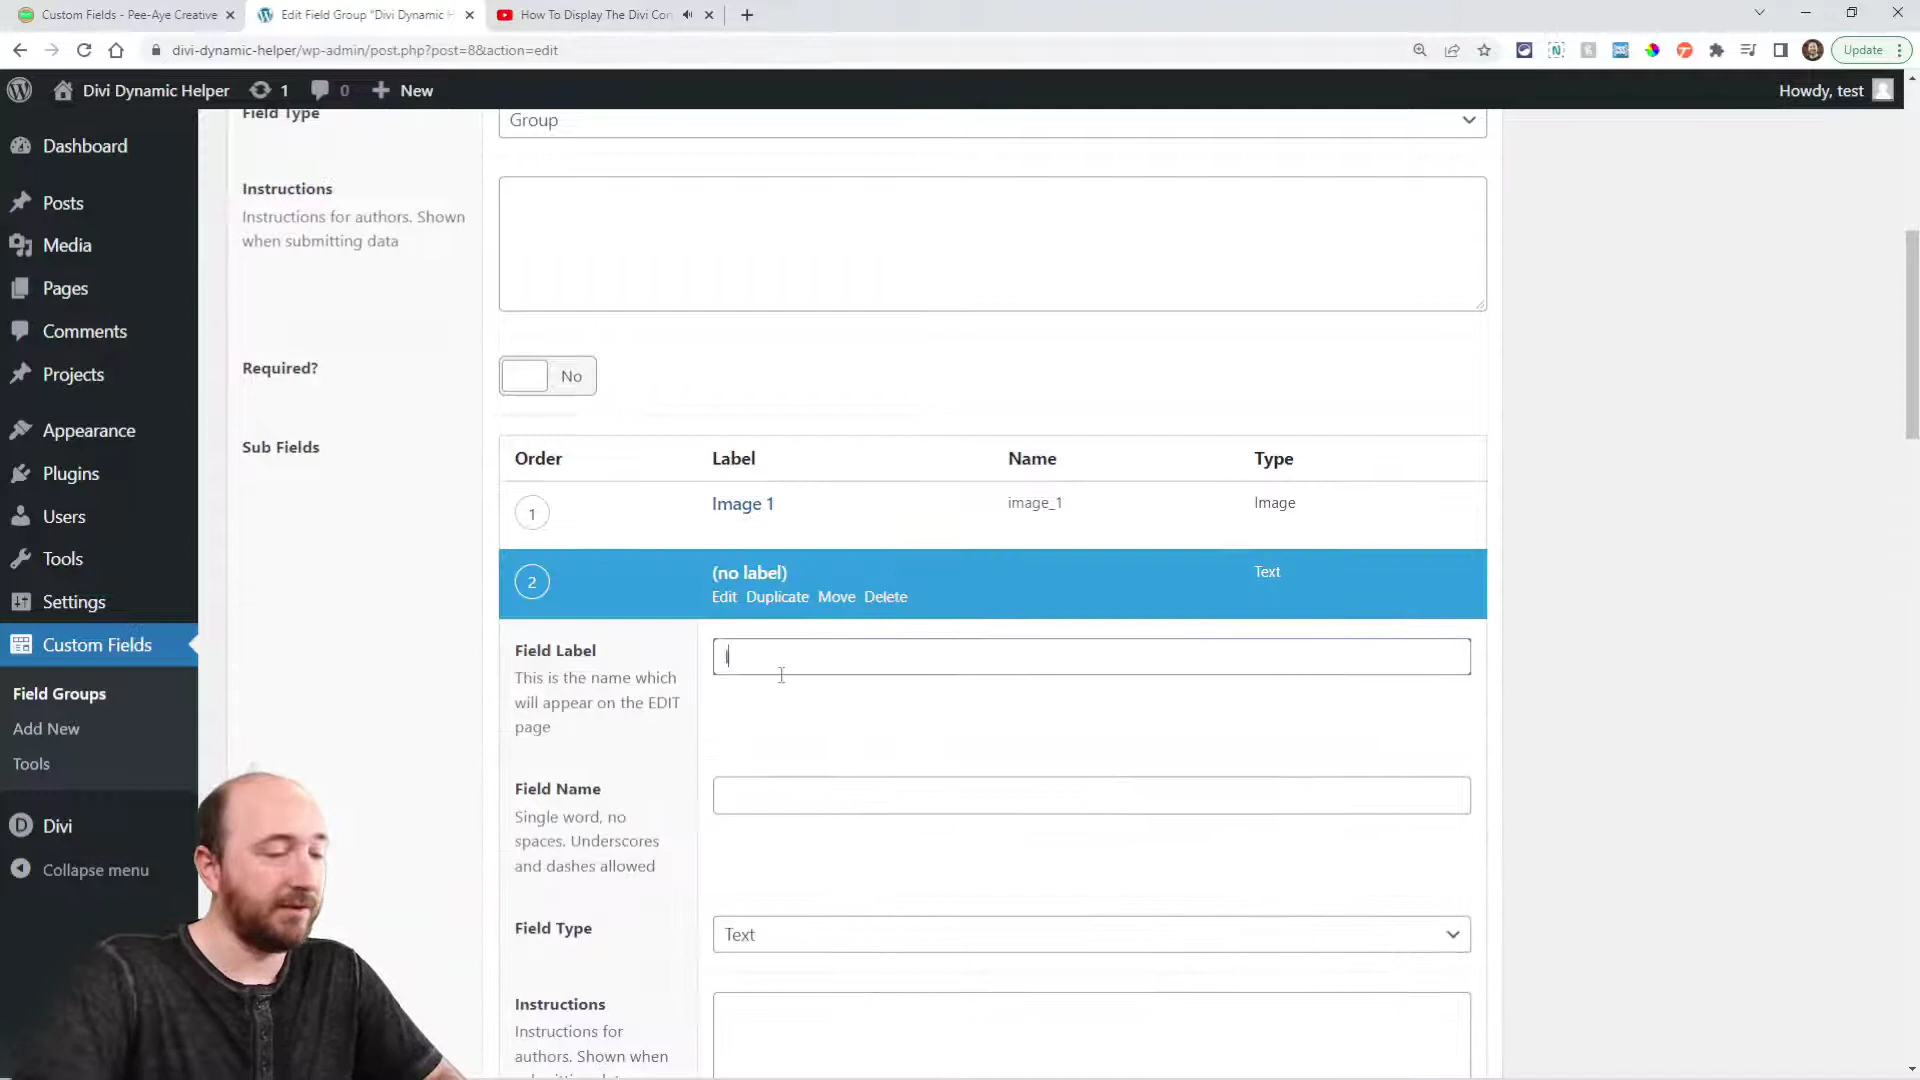 Custom Fields - Pee-Aye Creative
Edit Field Group "Divi Dynamic H
How To Display The Divi Con
divi-dynamic-helper/wp-admin/post.php?post=8&action=edit
Update
Divi Dynamic Helper
1
0
New
Howdy, test
Dashboard
Posts
Media
Pages
Comments
Projects
Appearance
Plugins
Users
Tools
Settings
Custom Fields
Field Groups
Add New
Tools
Divi
Collapse menu
Field Type
Group
Instructions
Instructions for authors. Shown
when submitting data
Required?
No
Sub Fields
Order Label Name Type
1 Image 1 image_1 Image
2 (no label) Text
Edit Duplicate Move Delete
Field Label
This is the name which
will appear on the EDIT
page
Field Name
Single word, no
spaces. Underscores
and dashes allowed
Field Type
Text
Instructions
Instructions for
authors. Shown when